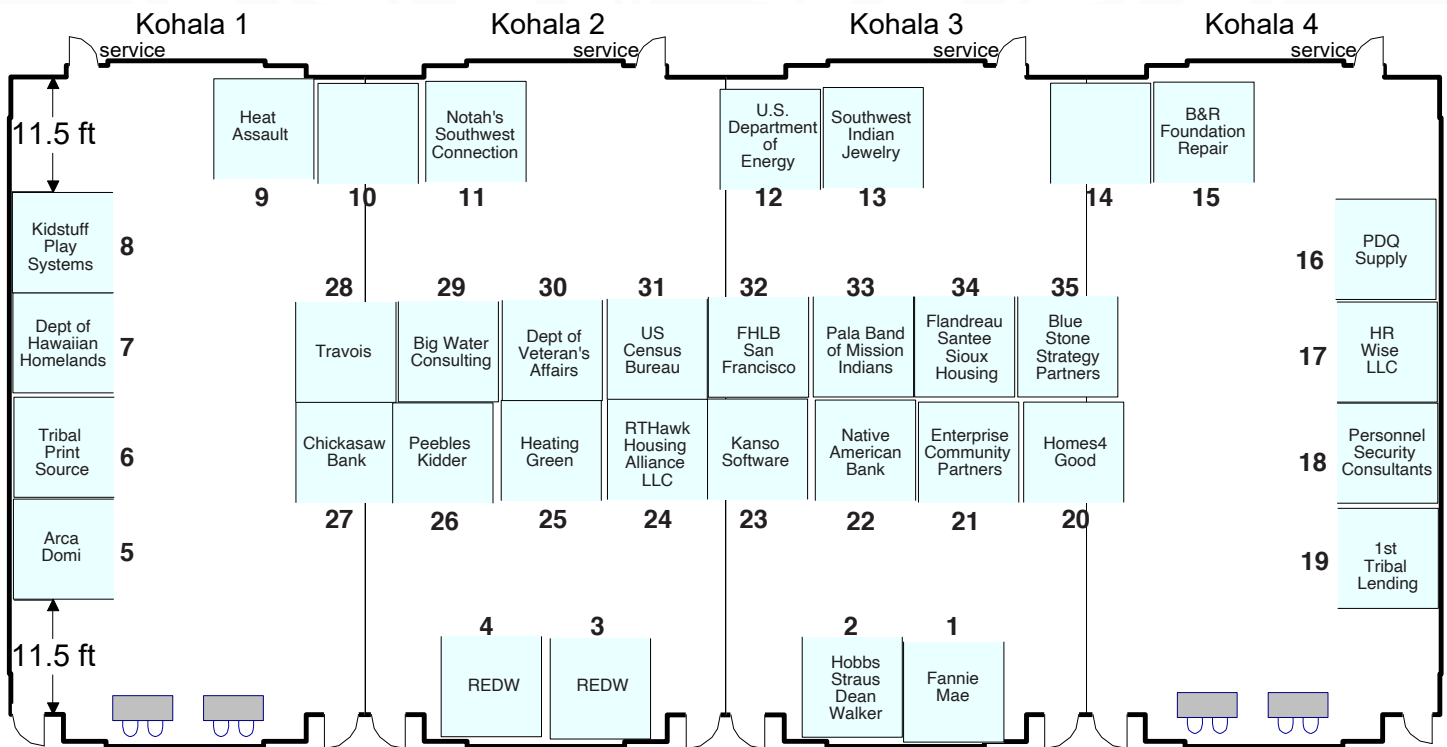 Kohala 1
Kohala 2
Kohala 3
Kohala 4
service
service
service
service
11.5 ft
Heat
Assault
9
10
Notah's
Southwest
Connection
11
U.S.
Department
of
Energy
12
Southwest
Indian
Jewelry
13
14
B&R
Foundation
Repair
15
Kidstuff
Play
Systems
8
Dept of
Hawaiian
Homelands
7
Tribal
Print
Source
6
Arca
Domi
5
11.5 ft
28
29
30
31
32
33
34
35
Travois
Big Water
Consulting
Dept of
Veteran's
Affairs
US
Census
Bureau
FHLB
San
Francisco
Pala Band
of Mission
Indians
Flandreau
Santee
Sioux
Housing
Blue
Stone
Strategy
Partners
Chickasaw
Bank
Peebles
Kidder
Heating
Green
RTHawk
Housing
Alliance
LLC
Kanso
Software
Native
American
Bank
Enterprise
Community
Partners
Homes4
Good
27
26
25
24
23
22
21
20
16
PDQ
Supply
17
HR
Wise
LLC
18
Personnel
Security
Consultants
19
1st
Tribal
Lending
4
3
2
1
REDW
REDW
Hobbs
Straus
Dean
Walker
Fannie
Mae